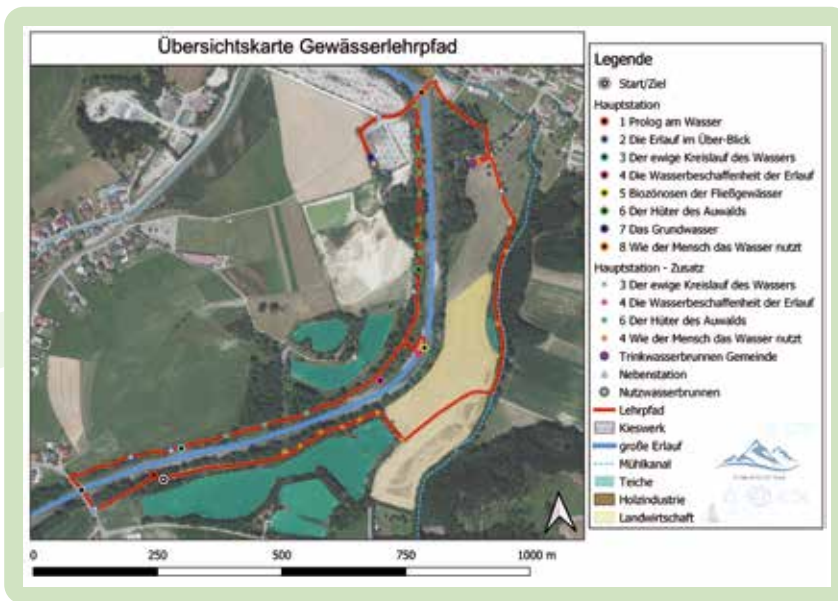 Übersichtskarte Gewässerlehrpfad
Legende
Start/Ziel
Hauptstation
1 Prolog am Wasser
2 Die Erlauf im Über-Blick
3 Der ewige Kreislauf des Wassers
4 Die Wasserbeschaffenheit der Erlauf
5 Biozönosen der Fließgewässer
6 Der Hüter des Auwalds
7 Das Grundwasser
8 Wie der Mensch das Wasser nutzt
Hauptstation - Zusatz
3 Der ewige Kreislauf des Wassers
4 Die Wasserbeschaffenheit der Erlauf
6 Der Hüter des Auwalds
4 Wie der Mensch das Wasser nutzt
Trinkwasserbrunnen Gemeinde
Nebenstation
Nutzwasserbrunnen
Lehrpfad
Kieswerk
große Erlauf
Mühlkanal
Teiche
Holzindustrie
Landwirtschaft
0 250 500 750 1000 m